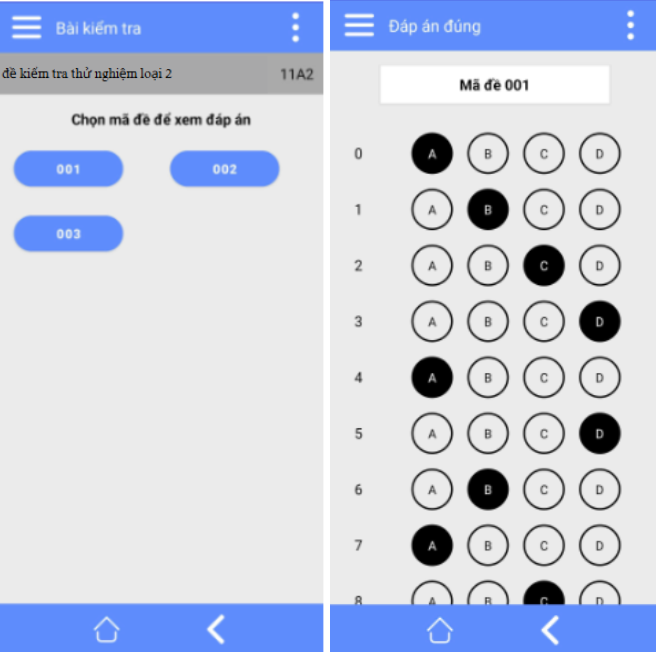 Bài kiểm tra
đề kiểm tra thử nghiệm loại 2 11A2
Chọn mã đề để xem đáp án
001 002
003
Đáp án đúng
Mã đề 001
0 A B C D
1 A B C D
2 A B C D
3 A B C D
4 A B C D
5 A B C D
6 A B C D
7 A B C D
8 A B C D